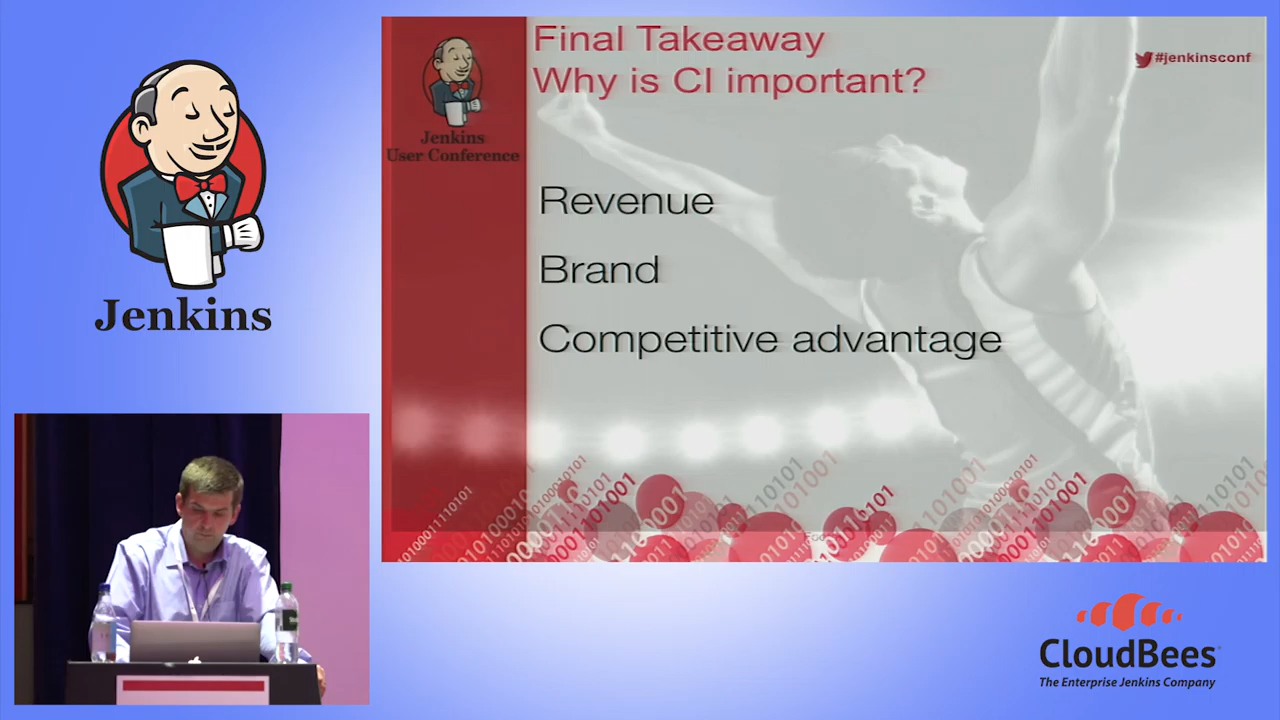 Jenkins
Final Takeaway
Why is CI important?
#jenkinsconf
Jenkins
User Conference
Revenue
Brand
Competitive advantage
CloudBees
The Enterprise Jenkins Company